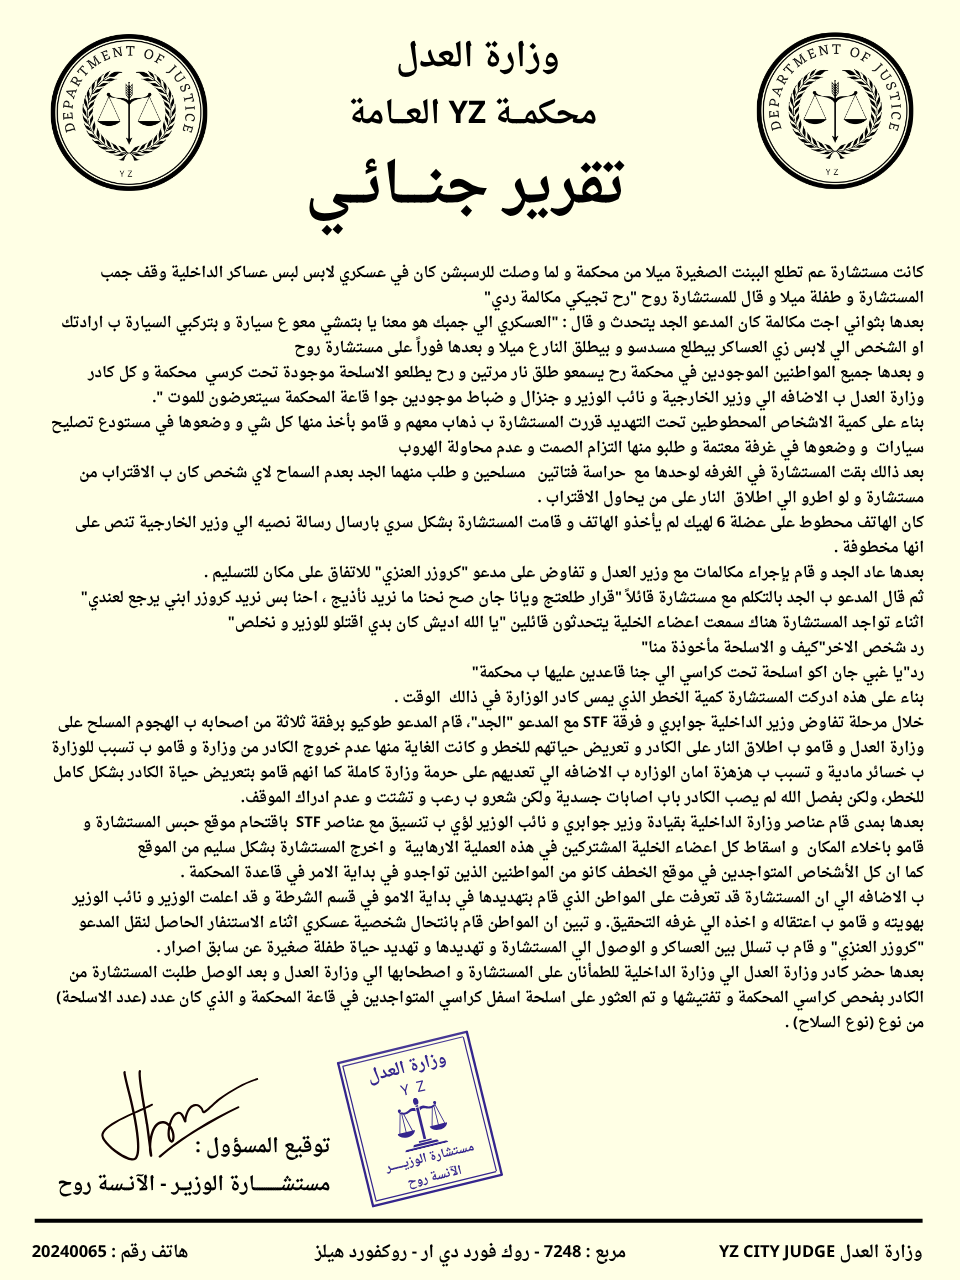 DEPARTMENT OF JUSTICE
YZ
DEPARTMENT OF JUSTICE
YZ
وزارة العدل
محكمـة YZ العـامة
تقرير جنــائـي
كانت مستشارة عم تطلع الببنت الصغيرة ميلا من محكمة و لما وصلت للرسبشن كان في عسكري لابس لبس عساكر الداخلية وقف جمب
المستشارة و طفلة ميلا و قال للمستشارة روح "رح تجيكي مكالمة ردي"
بعدها بثواني اجت مكالمة كان المدعو الجد يتحدث و قال : "العسكري الي جمبك هو معنا يا بتمشي معو ع سيارة و بتركبي السيارة ب ارادتك
او الشخص الي لابس زي العساكر بيطلع مسدسو و بيطلق النار ع ميلا و بعدها فوراً على مستشارة روح
و بعدها جميع المواطنين الموجودين في محكمة رح يسمعو طلق نار مرتين و رح يطلعو الاسلحة موجودة تحت كرسي محكمة و كل كادر
وزارة العدل ب الاضافه الي وزير الخارجية و نائب الوزير و جنزال و ضباط موجودين جوا قاعة المحكمة سيتعرضون للموت ".
بناء على كمية الاشخاص المحطوطين تحت التهديد قررت المستشارة ب ذهاب معهم و قامو بأخذ منها كل شي و وضعوها في مستودع تصليح
سيارات و وضعوها في غرفة معتمة و طلبو منها التزام الصمت و عدم محاولة الهروب
بعد ذالك بقت المستشارة في الغرفه لوحدها مع حراسة فتاتين مسلحين و طلب منهما الجد بعدم السماح لاي شخص كان ب الاقتراب من
مستشارة و لو اطرو الي اطلاق النار على من يحاول الاقتراب .
كان الهاتف محطوط على عضلة 6 لهيك لم يأخذو الهاتف و قامت المستشارة بشكل سري بارسال رسالة نصيه الي وزير الخارجية تنص على
انها مخطوفة .
بعدها عاد الجد و قام بإجراء مكالمات مع وزير العدل و تفاوض على مدعو "كروزر العنزي" للاتفاق على مكان للتسليم .
ثم قال المدعو ب الجد بالتكلم مع مستشارة قائلاً "قرار طلعتج ويانا جان صح نحنا ما نريد نأذيج ، احنا بس نريد كروزر ابني يرجع لعندي"
اثناء تواجد المستشارة هناك سمعت اعضاء الخلية يتحدثون قائلين "يا الله اديش كان بدي اقتلو للوزير و نخلص"
رد شخص الاخر"كيف و الاسلحة مأخوذة منا"
رد"يا غبي جان اكو اسلحة تحت كراسي الي جنا قاعدين عليها ب محكمة"
بناء على هذه ادركت المستشارة كمية الخطر الذي يمس كادر الوزارة في ذالك الوقت .
خلال مرحلة تفاوض وزير الداخلية جوابري و فرقة STF مع المدعو "الجد"، قام المدعو طوكيو برفقة ثلاثة من اصحابه ب الهجوم المسلح على
وزارة العدل و قامو ب اطلاق النار على الكادر و تعريض حياتهم للخطر و كانت الغاية منها عدم خروج الكادر من وزارة و قامو ب تسبب للوزارة
ب خسائر مادية و تسبب ب هزهزة امان الوزاره ب الاضافه الي تعديهم على حرمة وزارة كاملة كما انهم قامو بتعريض حياة الكادر بشكل كامل
للخطر، ولكن بفصل الله لم يصب الكادر باب اصابات جسدية ولكن شعرو ب رعب و تشتت و عدم ادراك الموقف.
بعدها بمدى قام عناصر وزارة الداخلية بقيادة وزير جوابري و نائب الوزير لؤي ب تنسيق مع عناصر STF باقتحام موقع حبس المستشارة و
قامو باخلاء المكان و اسقاط كل اعضاء الخلية المشتركين في هذه العملية الارهابية و اخرج المستشارة بشكل سليم من الموقع
كما ان كل الأشخاص المتواجدين في موقع الخطف كانو من المواطنين الذين تواجدو في بداية الامر في قاعدة المحكمة .
ب الاضافه الي ان المستشارة قد تعرفت على المواطن الذي قام بتهديدها في بداية الامو في قسم الشرطة و قد اعلمت الوزير و نائب الوزير
بهويته و قامو ب اعتقاله و اخذه الي غرفه التحقيق. و تبين ان المواطن قام بانتحال شخصية عسكري اثناء الاستنفار الحاصل لنقل المدعو
"كروزر العنزي" و قام ب تسلل بين العساكر و الوصول الي المستشارة و تهديدها و تهديد حياة طفلة صغيرة عن سابق اصرار .
بعدها حضر كادر وزارة العدل الي وزارة الداخلية للطمأنان على المستشارة و اصطحابها الي وزارة العدل و بعد الوصل طلبت المستشارة من
الكادر بفحص كراسي المحكمة و تفتيشها و تم العثور على اسلحة اسفل كراسي المتواجدين في قاعة المحكمة و الذي كان عدد (عدد الاسلحة)
من نوع (نوع السلاح) .
وزارة العدل
Y Z
مستشارة الوزيـــر
الآنسة روح
توقيع المسؤول :
مستشــــارة الوزيـر - الآنـسة روح
وزارة العدل YZ CITY JUDGE
مربع : 7248 - روك فورد دي ار - روكفورد هيلز
هاتف رقم : 20240065